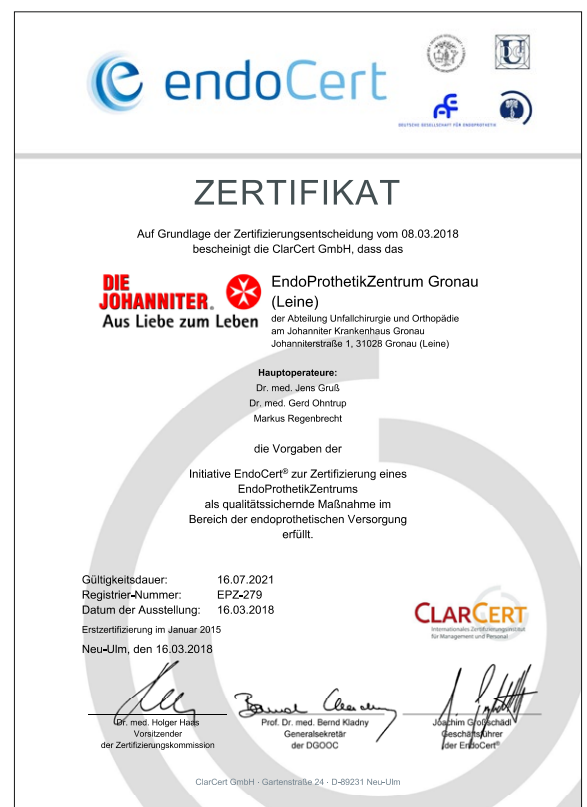 endoCert
DEUTSCHE GESELLSCHAFT FÜR ENDOPROTHETIK
ZERTIFIKAT
Auf Grundlage der Zertifizierungsentscheidung vom 08.03.2018
bescheinigt die ClarCert GmbH, dass das
DIE
JOHANNITER.
Aus Liebe zum Leben
EndoProthetikZentrum Gronau
(Leine)
der Abteilung Unfallchirurgie und Orthopädie
am Johanniter Krankenhaus Gronau
Johanniterstraße 1, 31028 Gronau (Leine)
Hauptoperateure:
Dr. med. Jens Gruß
Dr. med. Gerd Ohntrup
Markus Regenbrecht
die Vorgaben der
Initiative EndoCert® zur Zertifizierung eines
EndoProthetikZentrums
als qualitätssichernde Maßnahme im
Bereich der endoprothetischen Versorgung
erfüllt.
Gültigkeitsdauer: 16.07.2021
Registrier-Nummer: EPZ-279
Datum der Ausstellung: 16.03.2018
Erstzertifizierung im Januar 2015
Neu-Ulm, den 16.03.2018
CLARCERT
Internationales Zertifizierungsinstitut
für Management und Personal
Dr. med. Holger Haas
Vorsitzender
der Zertifizierungskommission
Prof. Dr. med. Bernd Kladny
Generalsekretär
der DGOOC
Joachim Großschädl
Geschäftsführer
der EndoCert®
ClarCert GmbH · Gartenstraße 24 · D-89231 Neu-Ulm